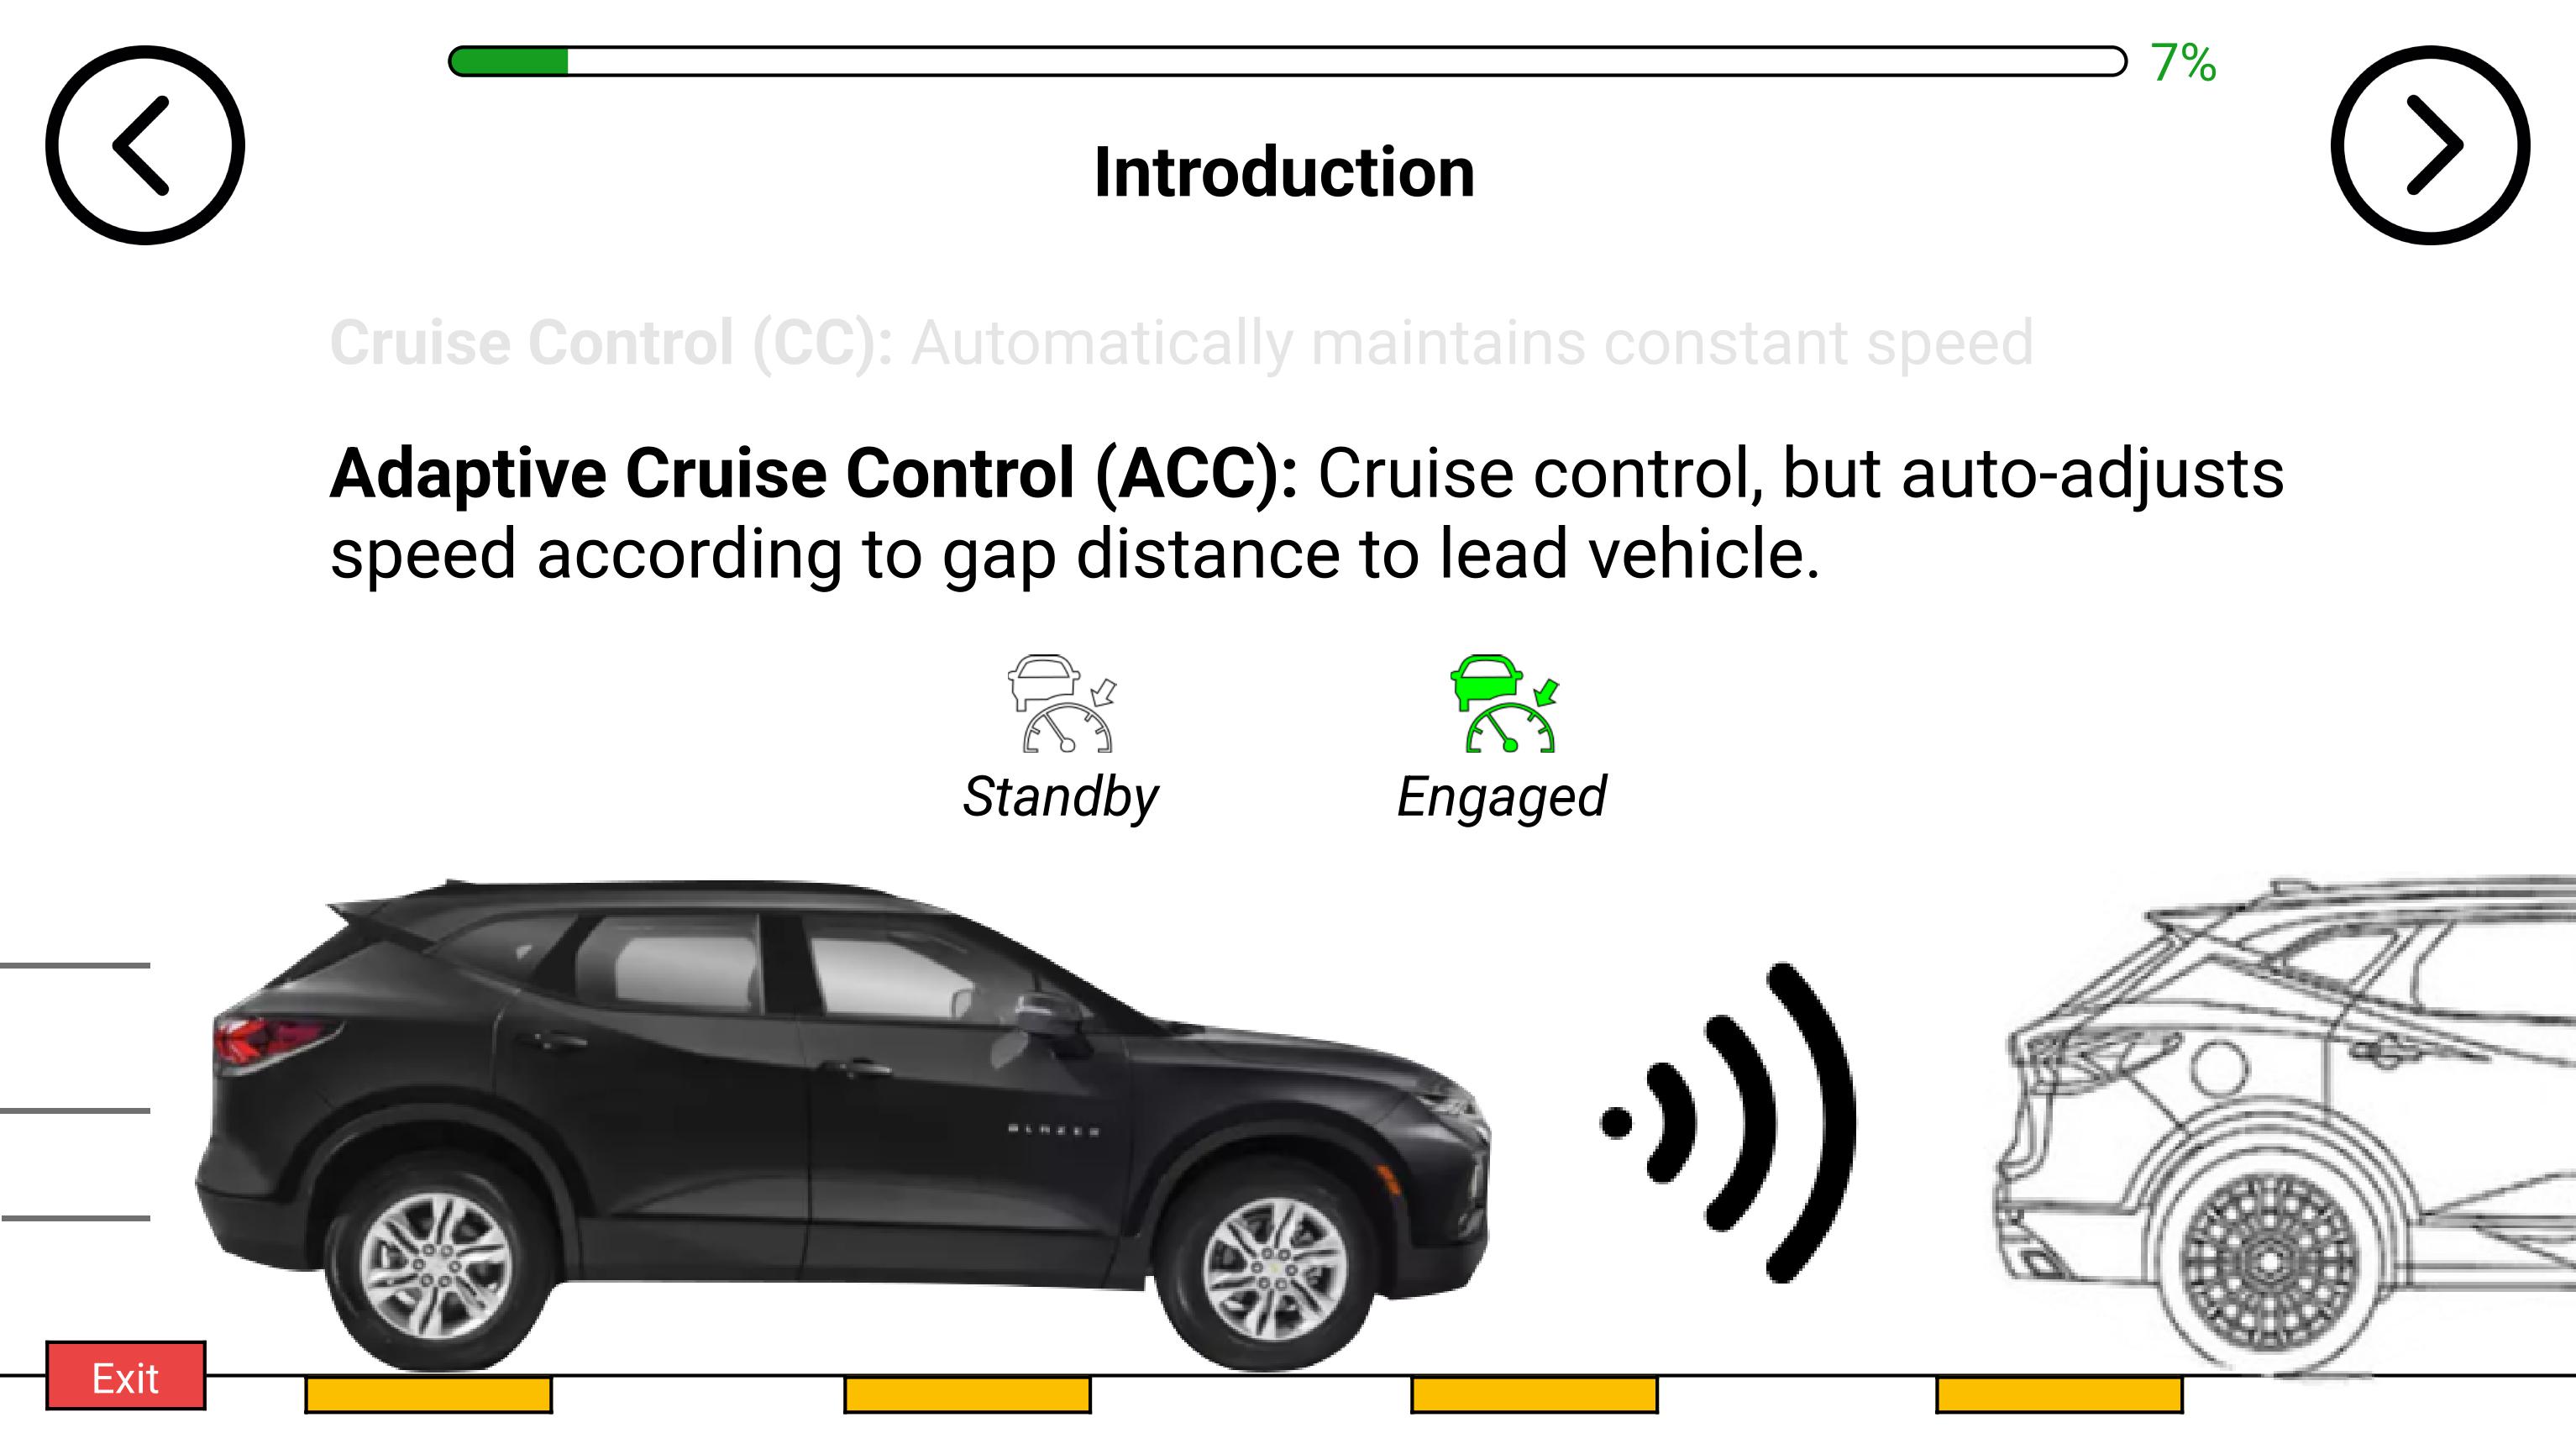 7%
Introduction
Cruise Control (CC): Automatically maintains constant speed
Adaptive Cruise Control (ACC): Cruise control, but auto-adjusts
speed according to gap distance to lead vehicle.
Standby
Engaged
BLAZER
Exit